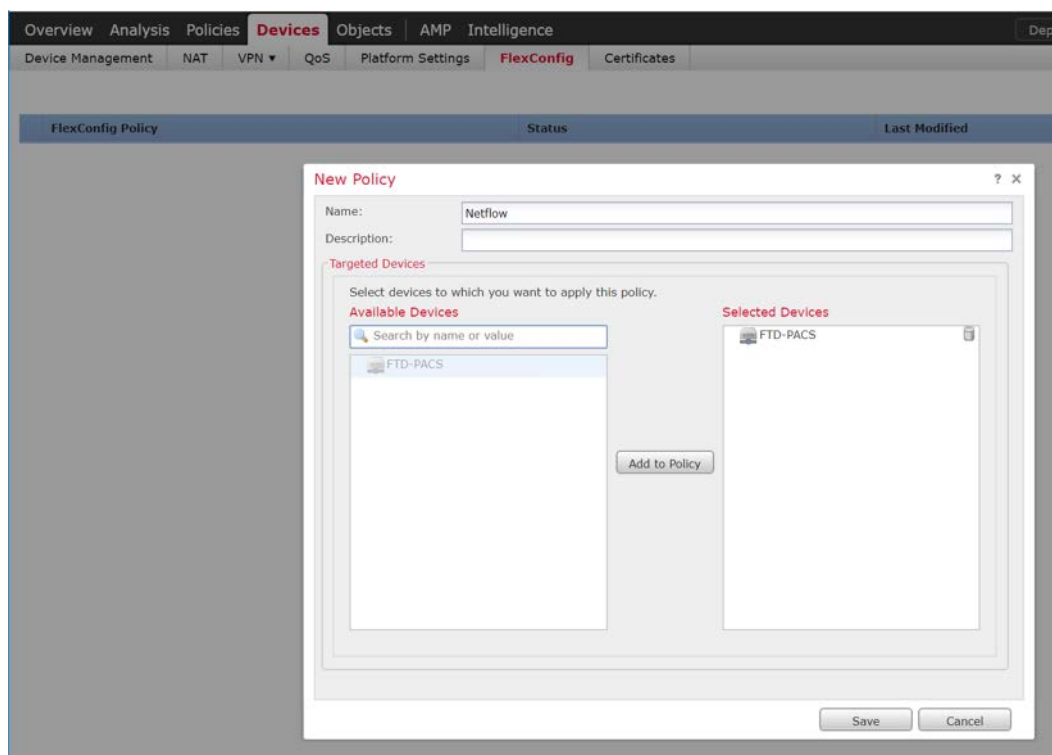 Overview Analysis Policies Devices Objects AMP Intelligence Dep
Device Management NAT VPN ▾ QoS Platform Settings FlexConfig Certificates
FlexConfig Policy Status Last Modified
New Policy ? ×
Name: Netflow
Description:
Targeted Devices
Select devices to which you want to apply this policy.
Available Devices Selected Devices
Search by name or value FTD-PACS
FTD-PACS
Add to Policy
Save Cancel